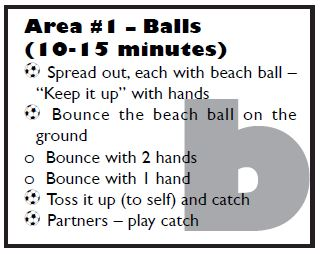 Area #1 – Balls
(10-15 minutes)
Spread out, each with beach ball –
“Keep it up” with hands
Bounce the beach ball on the
ground
o Bounce with 2 hands
o Bounce with 1 hand
Toss it up (to self) and catch
Partners – play catch
b